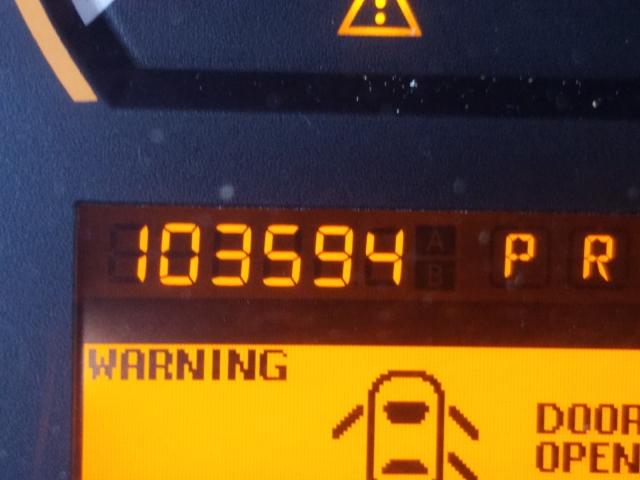 103594 P R
WARNING
DOOR
OPEN